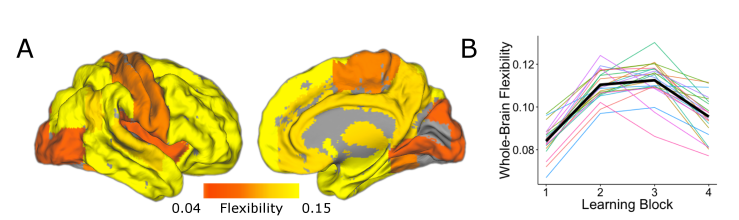 A
0.04 Flexibility 0.15
B
Whole-Brain Flexibility
0.12
0.10
0.08
1 2 3 4
Learning Block